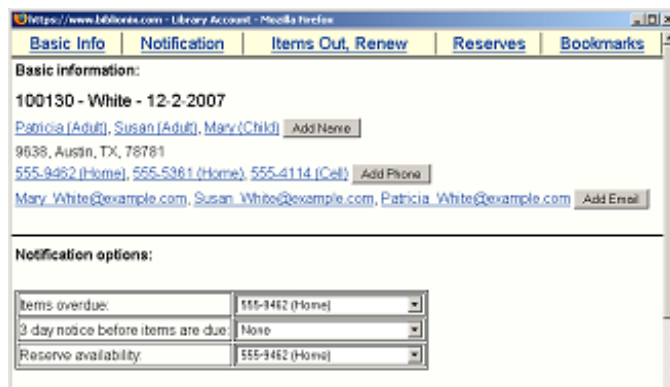 https://www.biblionix.com - Library Account - Mozilla Firefox
Basic Info Notification Items Out, Renew Reserves Bookmarks
Basic information:
100130 - White - 12-2-2007
Patricia (Adult), Susan (Adult), Mary (Child) Add Name
9638, Austin, TX, 78781
555-9462 (Home), 555-5361 (Home), 555-4114 (Cell) Add Phone
Mary_White@example.com, Susan_White@example.com, Patricia_White@example.com Add Email
Notification options:
Items overdue: 555-9462 (Home)
3 day notice before items are due: None
Reserve availability: 555-9462 (Home)